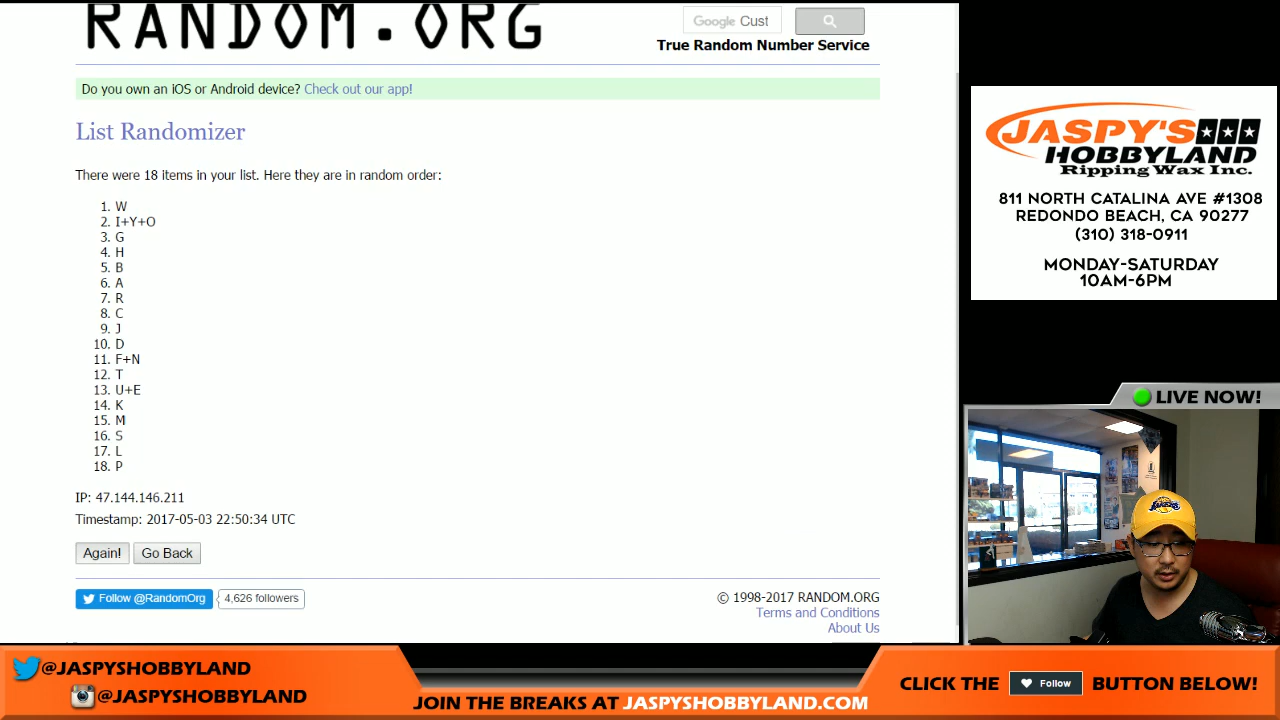 RANDOM.ORG
Google Cust
True Random Number Service
Do you own an iOS or Android device? Check out our app!
List Randomizer
There were 18 items in your list. Here they are in random order:
1. W
2. I+Y+O
3. G
4. H
5. B
6. A
7. R
8. C
9. J
10. D
11. F+N
12. T
13. U+E
14. K
15. M
16. S
17. L
18. P
IP: 47.144.146.211
Timestamp: 2017-05-03 22:50:34 UTC
Again! Go Back
Follow @RandomOrg 4,626 followers
© 1998-2017 RANDOM.ORG
Terms and Conditions
About Us
JASPY'S
HOBBYLAND
Ripping Wax Inc.
811 NORTH CATALINA AVE #1308
REDONDO BEACH, CA 90277
(310) 318-0911
MONDAY-SATURDAY
10AM-6PM
LIVE NOW!
@JASPYSHOBBYLAND
@JASPYSHOBBYLAND
JOIN THE BREAKS AT JASPYSHOBBYLAND.COM
CLICK THE Follow BUTTON BELOW!